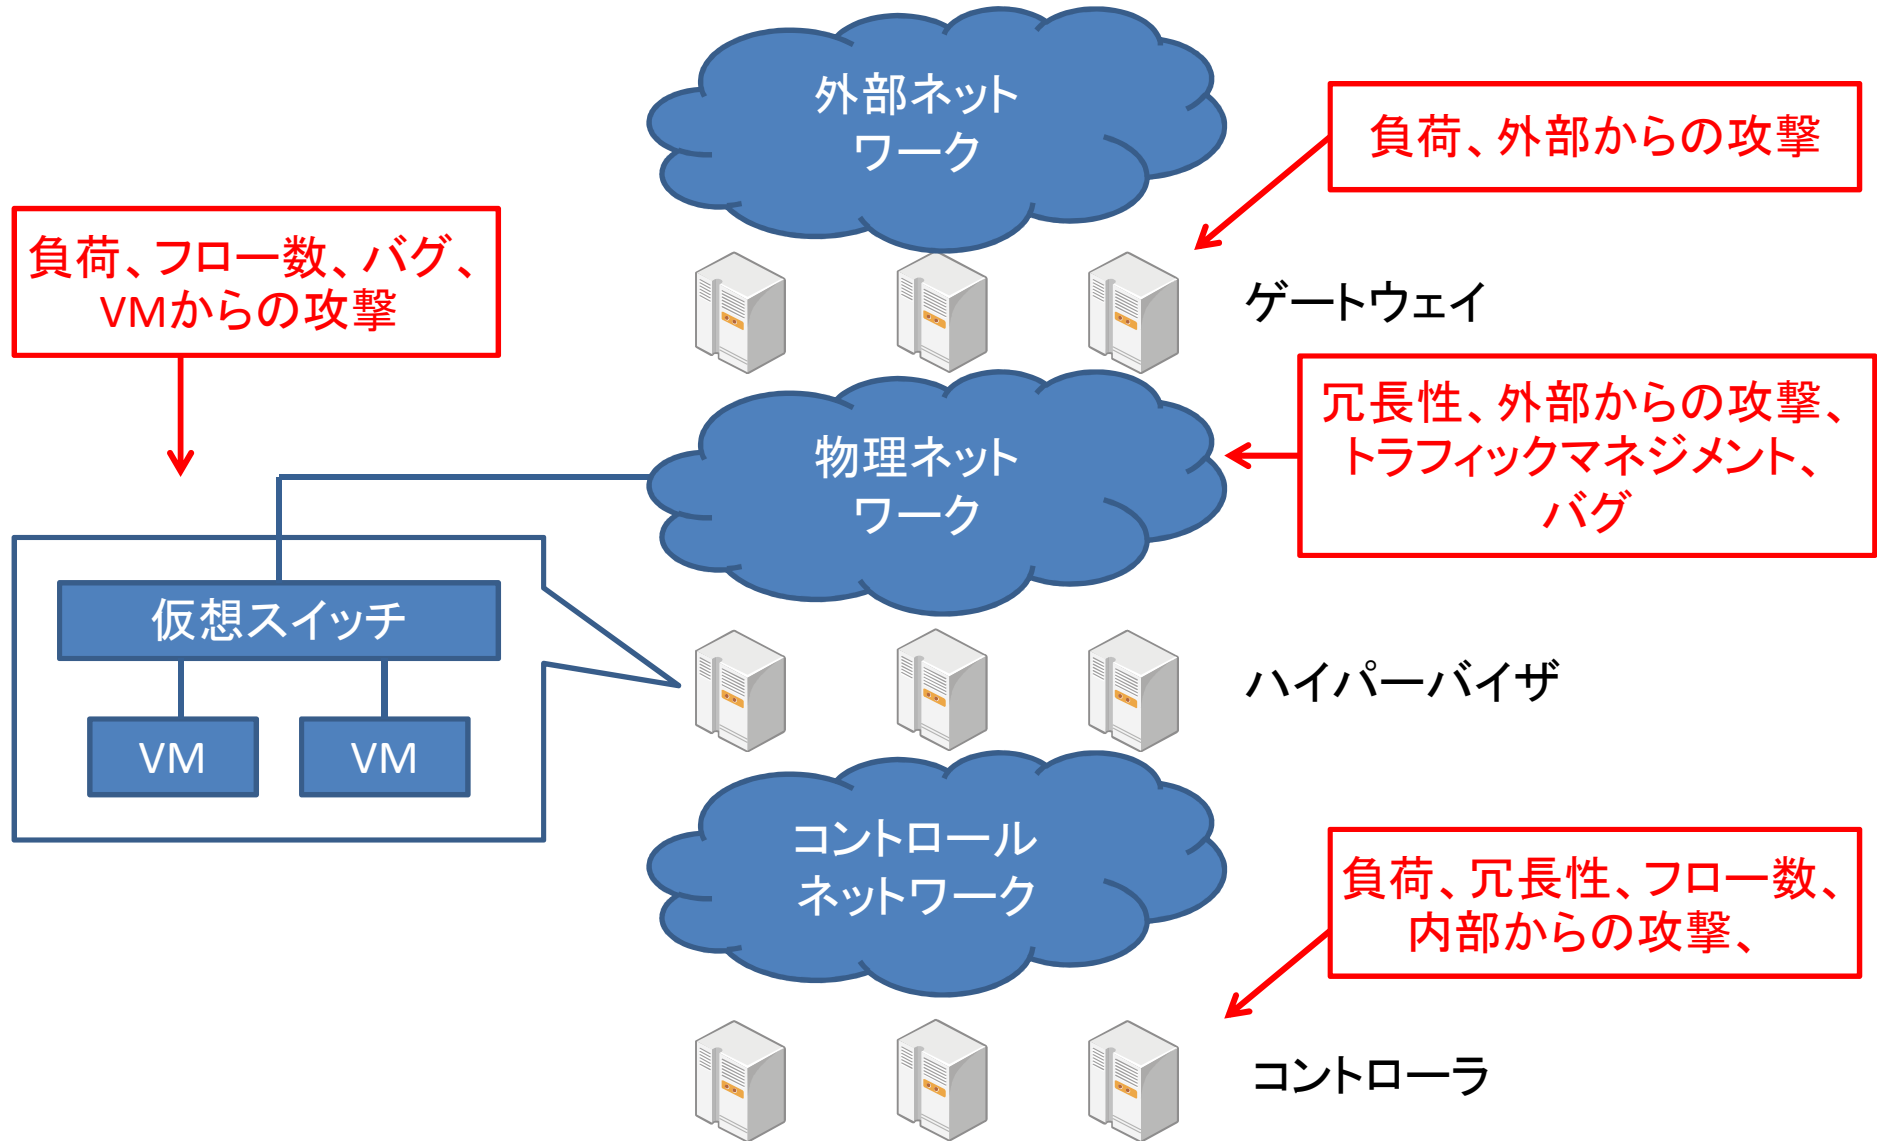 外部ネット
ワーク
負荷、外部からの攻撃
負荷、フロー数、バグ、
VMからの攻撃
ゲートウェイ
物理ネット
ワーク
冗長性、外部からの攻撃、
トラフィックマネジメント、
バグ
仮想スイッチ
VM
VM
ハイパーバイザ
コントロール
ネットワーク
負荷、冗長性、フロー数、
内部からの攻撃、
コントローラ